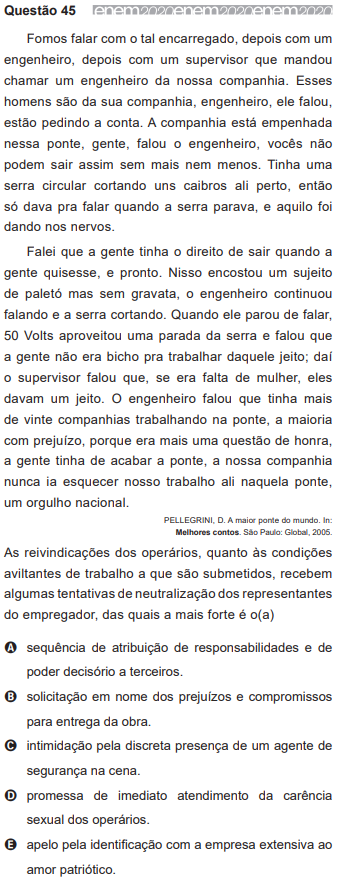 Questão 45 enem2020enem2020enem2020
Fomos falar com o tal encarregado, depois com um
engenheiro, depois com um supervisor que mandou
chamar um engenheiro da nossa companhia. Esses
homens são da sua companhia, engenheiro, ele falou,
estão pedindo a conta. A companhia está empenhada
nessa ponte, gente, falou o engenheiro, vocês não
podem sair assim sem mais nem menos. Tinha uma
serra circular cortando uns caibros ali perto, então
só dava pra falar quando a serra parava, e aquilo foi
dando nos nervos.
Falei que a gente tinha o direito de sair quando a
gente quisesse, e pronto. Nisso encostou um sujeito
de paletó mas sem gravata, o engenheiro continuou
falando e a serra cortando. Quando ele parou de falar,
50 Volts aproveitou uma parada da serra e falou que
a gente não era bicho pra trabalhar daquele jeito; daí
o supervisor falou que, se era falta de mulher, eles
davam um jeito. O engenheiro falou que tinha mais
de vinte companhias trabalhando na ponte, a maioria
com prejuízo, porque era mais uma questão de honra,
a gente tinha de acabar a ponte, a nossa companhia
nunca ia esquecer nosso trabalho ali naquela ponte,
um orgulho nacional.
PELLEGRINI, D. A maior ponte do mundo. In:
Melhores contos. São Paulo: Global, 2005.
As reivindicações dos operários, quanto às condições
aviltantes de trabalho a que são submetidos, recebem
algumas tentativas de neutralização dos representantes
do empregador, das quais a mais forte é o(a)
A sequência de atribuição de responsabilidades e de
poder decisório a terceiros.
B solicitação em nome dos prejuízos e compromissos
para entrega da obra.
C intimidação pela discreta presença de um agente de
segurança na cena.
D promessa de imediato atendimento da carência
sexual dos operários.
E apelo pela identificação com a empresa extensiva ao
amor patriótico.